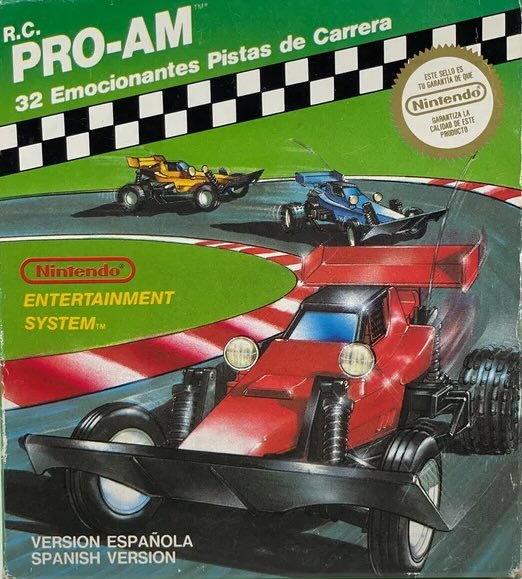 R.C.
PRO-AM™
32 Emocionantes Pistas de Carrera
ESTE SELLO ES
TU GARANTÍA DE QUE
Nintendo
GARANTIZA LA
CALIDAD DE ESTE
PRODUCTO
Nintendo®
ENTERTAINMENT
SYSTEM™
VERSION ESPAÑOLA
SPANISH VERSION